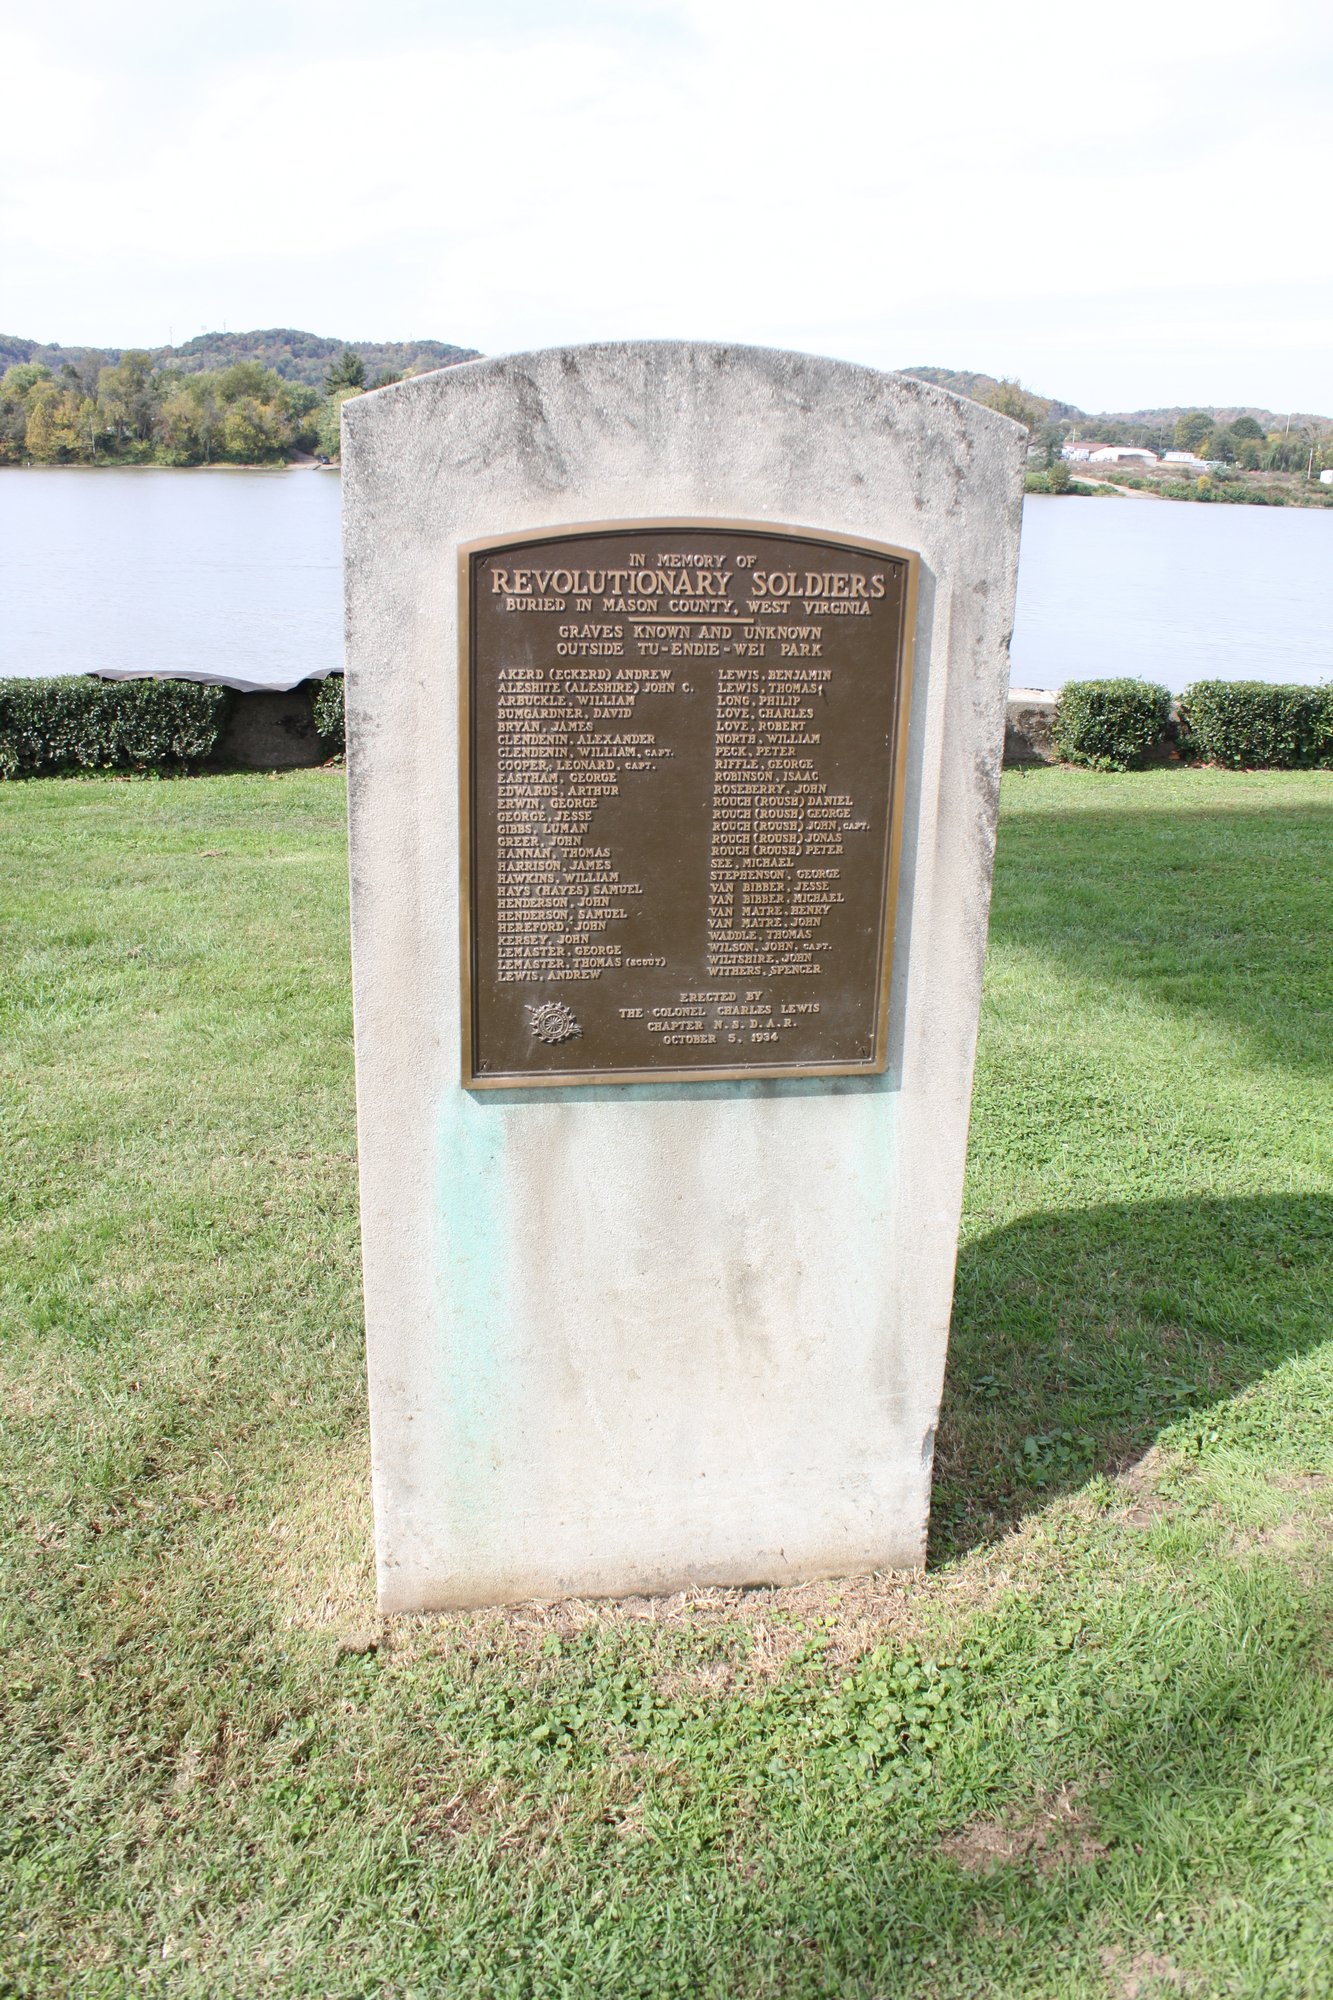 IN MEMORY OF
REVOLUTIONARY SOLDIERS
BURIED IN MASON COUNTY, WEST VIRGINIA
GRAVES KNOWN AND UNKNOWN
OUTSIDE TU-ENDIE-WEI PARK
AKERD (ECKERD) ANDREW
ALESHITE (ALESHIRE) JOHN C.
ARBUCKLE, WILLIAM
BUMGARDNER, DAVID
BRYAN, JAMES
CLENDENIN, ALEXANDER
CLENDENIN, WILLIAM, CAPT.
COOPER, LEONARD, CAPT.
EASTHAM, GEORGE
EDWARDS, ARTHUR
ERWIN, GEORGE
GEORGE, JESSE
GIBBS, LUMAN
GREER, JOHN
HANNAN, THOMAS
HARRISON, JAMES
HAWKINS, WILLIAM
HAYS (HAYES) SAMUEL
HENDERSON, JOHN
HENDERSON, SAMUEL
HEREFORD, JOHN
KERSEY, JOHN
LEMASTER, GEORGE
LEMASTER, THOMAS (SCOUT)
LEWIS, ANDREW
LEWIS, BENJAMIN
LEWIS, THOMAS
LONG, PHILIP
LOVE, CHARLES
LOVE, ROBERT
NORTH, WILLIAM
PECK, PETER
RIFFLE, GEORGE
ROBINSON, ISAAC
ROSEBERRY, JOHN
ROUCH (ROUSH) DANIEL
ROUCH (ROUSH) GEORGE
ROUCH (ROUSH) JOHN, CAPT.
ROUCH (ROUSH) JONAS
ROUCH (ROUSH) PETER
SEE, MICHAEL
STEPHENSON, GEORGE
VAN BIBBER, JESSE
VAN BIBBER, MICHAEL
VAN MATRE, HENRY
VAN MATRE, JOHN
WADDLE, THOMAS
WILSON, JOHN, CAPT.
WILTSHIRE, JOHN
WITHERS, SPENCER
ERECTED BY
THE COLONEL CHARLES LEWIS
CHAPTER N.S.D.A.R.
OCTOBER 5, 1934